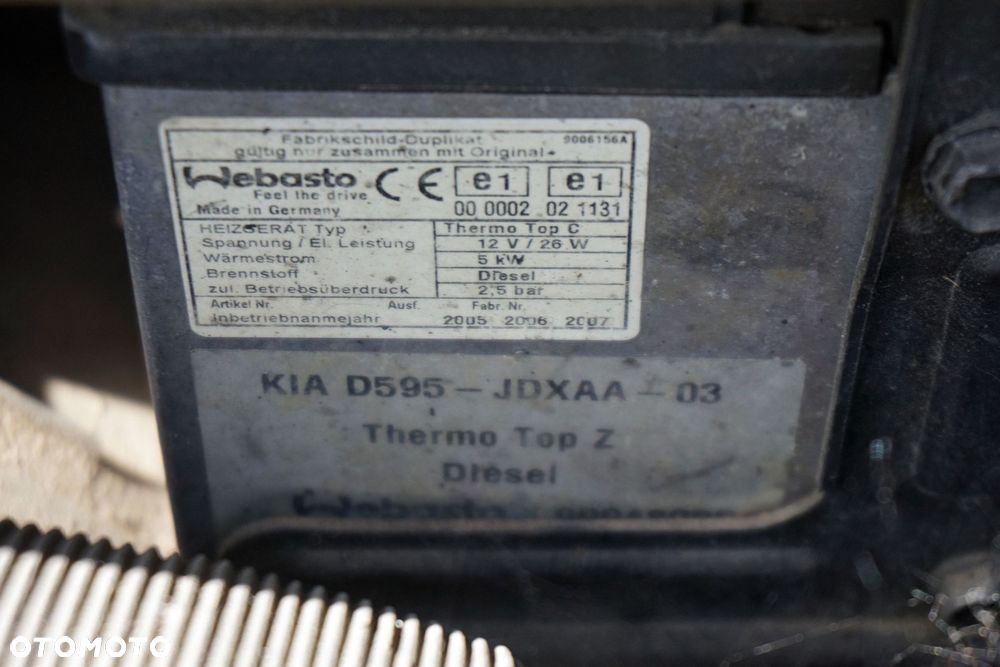 Fabrikschild-Duplikat 9006156A
gültig nur zusammen mit Original
Webasto CE e1 e1
Feel the drive
Made in Germany 00 0002 02 1131
HEIZGERÄT Typ Thermo Top C
Spannung / El. Leistung 12 V / 26 W
Wärmestrom 5 kW
Brennstoff Diesel
zul. Betriebsüberdruck 2,5 bar
Artikel Nr. Ausf. Fabr. Nr.
Inbetriebnahmejahr 2005 2006 2007
KIA D595 - JDXAA - 03
Thermo Top Z
Diesel
Webasto
OTOMOTO